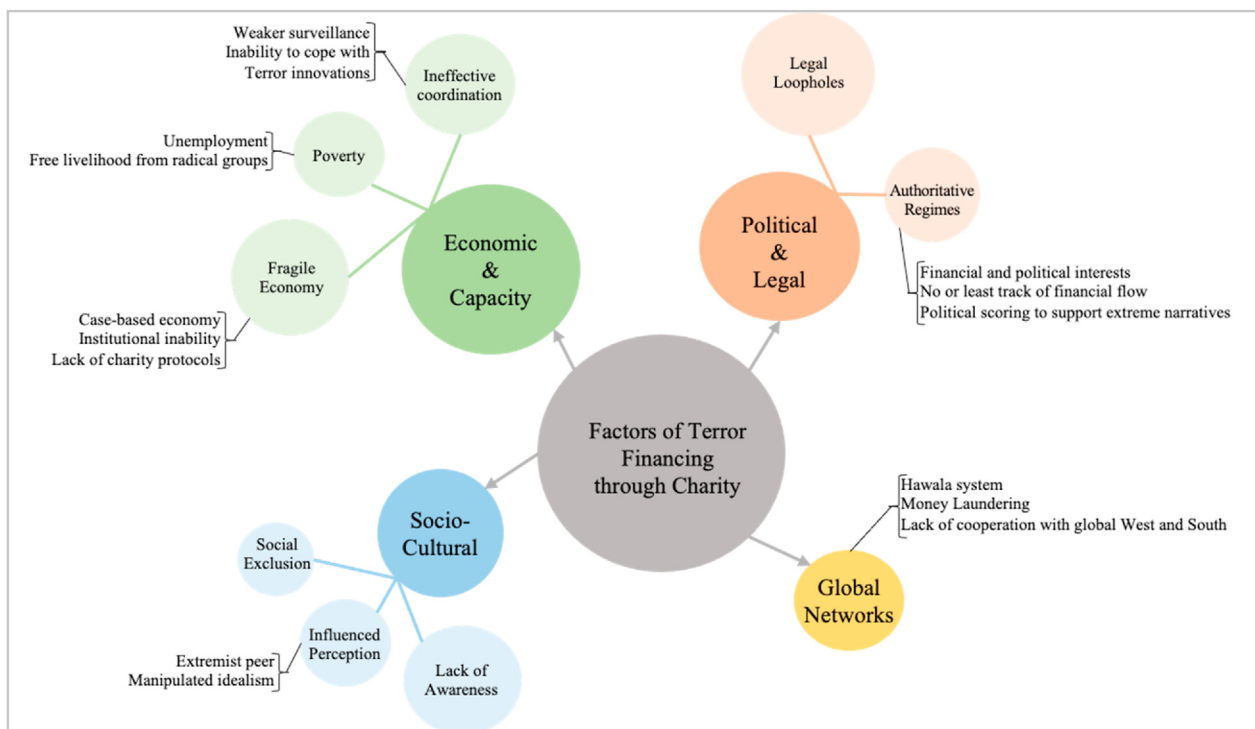 Weaker surveillance
Inability to cope with
Terror innovations
Ineffective
coordination
Unemployment
Free livelihood from radical groups
Poverty
Fragile
Economy
Case-based economy
Institutional inability
Lack of charity protocols
Economic
&
Capacity
Legal
Loopholes
Authoritative
Regimes
Political
&
Legal
Financial and political interests
No or least track of financial flow
Political scoring to support extreme narratives
Factors of Terror
Financing
through Charity
Socio-
Cultural
Social
Exclusion
Influenced
Perception
Extremist peer
Manipulated idealism
Lack of
Awareness
Hawala system
Money Laundering
Lack of cooperation with global West and South
Global
Networks